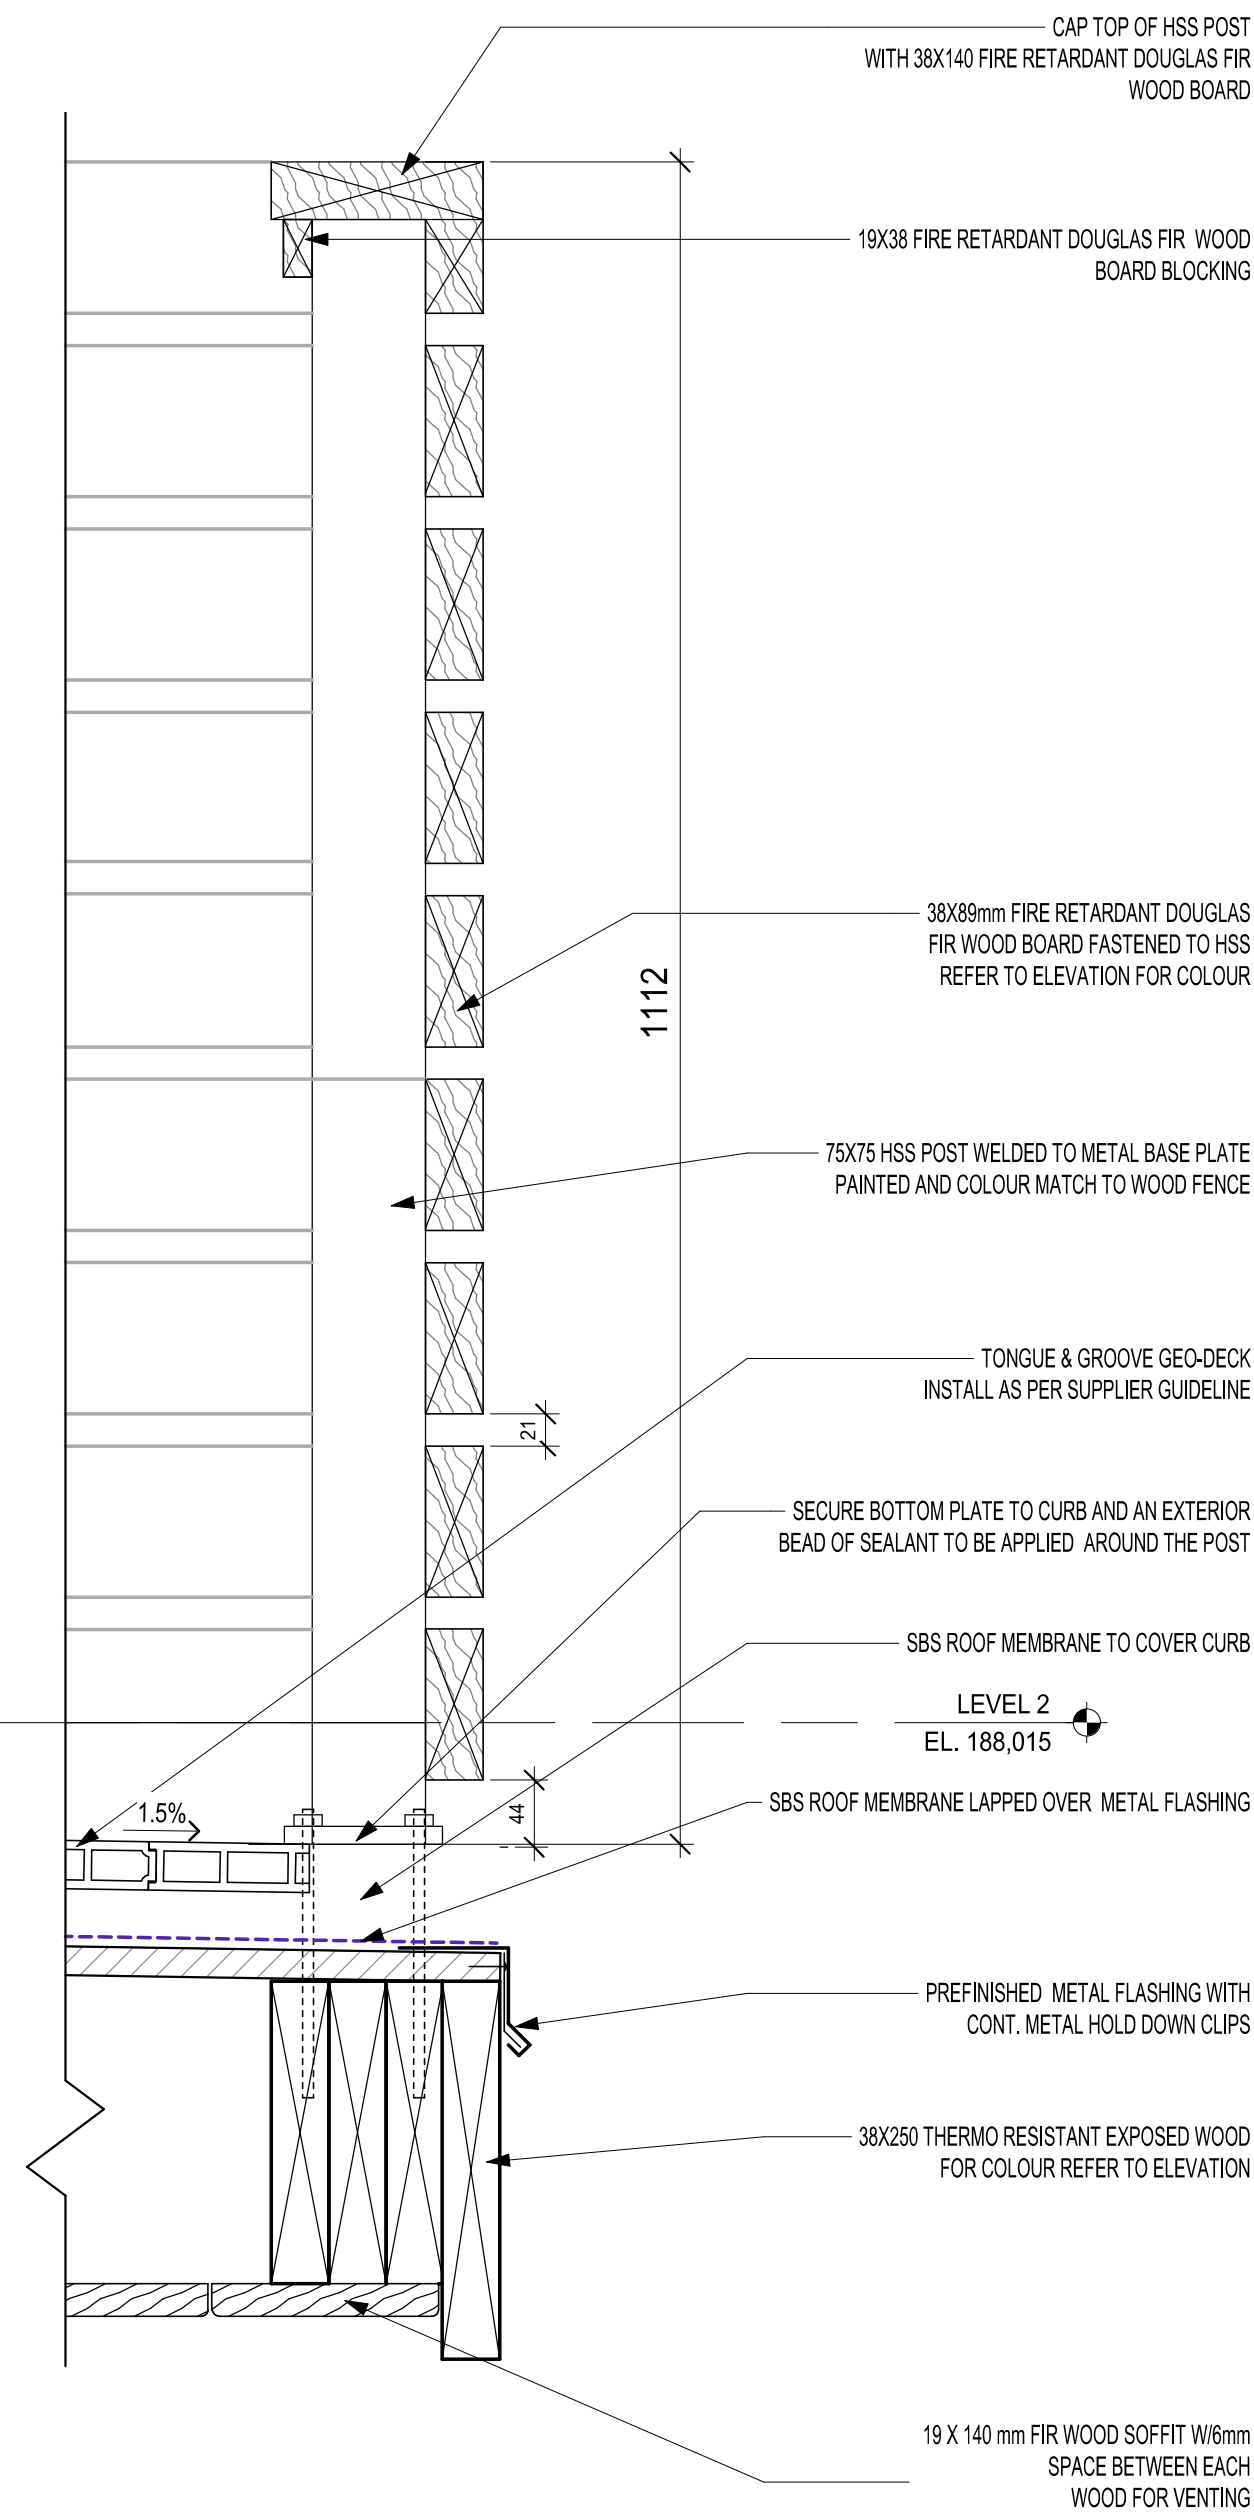 CAP TOP OF HSS POST
WITH 38X140 FIRE RETARDANT DOUGLAS FIR
WOOD BOARD
19X38 FIRE RETARDANT DOUGLAS FIR WOOD
BOARD BLOCKING
38X89mm FIRE RETARDANT DOUGLAS
FIR WOOD BOARD FASTENED TO HSS
REFER TO ELEVATION FOR COLOUR
1112
75X75 HSS POST WELDED TO METAL BASE PLATE
PAINTED AND COLOUR MATCH TO WOOD FENCE
TONGUE & GROOVE GEO-DECK
INSTALL AS PER SUPPLIER GUIDELINE
21
SECURE BOTTOM PLATE TO CURB AND AN EXTERIOR
BEAD OF SEALANT TO BE APPLIED AROUND THE POST
SBS ROOF MEMBRANE TO COVER CURB
LEVEL 2
EL. 188,015
SBS ROOF MEMBRANE LAPPED OVER METAL FLASHING
1.5%
44
PREFINISHED METAL FLASHING WITH
CONT. METAL HOLD DOWN CLIPS
38X250 THERMO RESISTANT EXPOSED WOOD
FOR COLOUR REFER TO ELEVATION
19 X 140 mm FIR WOOD SOFFIT W/6mm
SPACE BETWEEN EACH
WOOD FOR VENTING